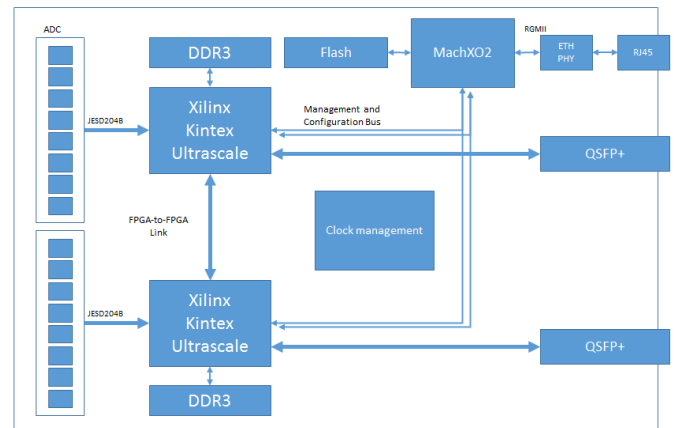 ADC
DDR3
Flash
MachXO2
RGMII
ETH
PHY
RJ45
JESD204B
Xilinx
Kintex
Ultrascale
Management and
Configuration Bus
QSFP+
FPGA-to-FPGA
Link
Clock management
JESD204B
Xilinx
Kintex
Ultrascale
QSFP+
DDR3